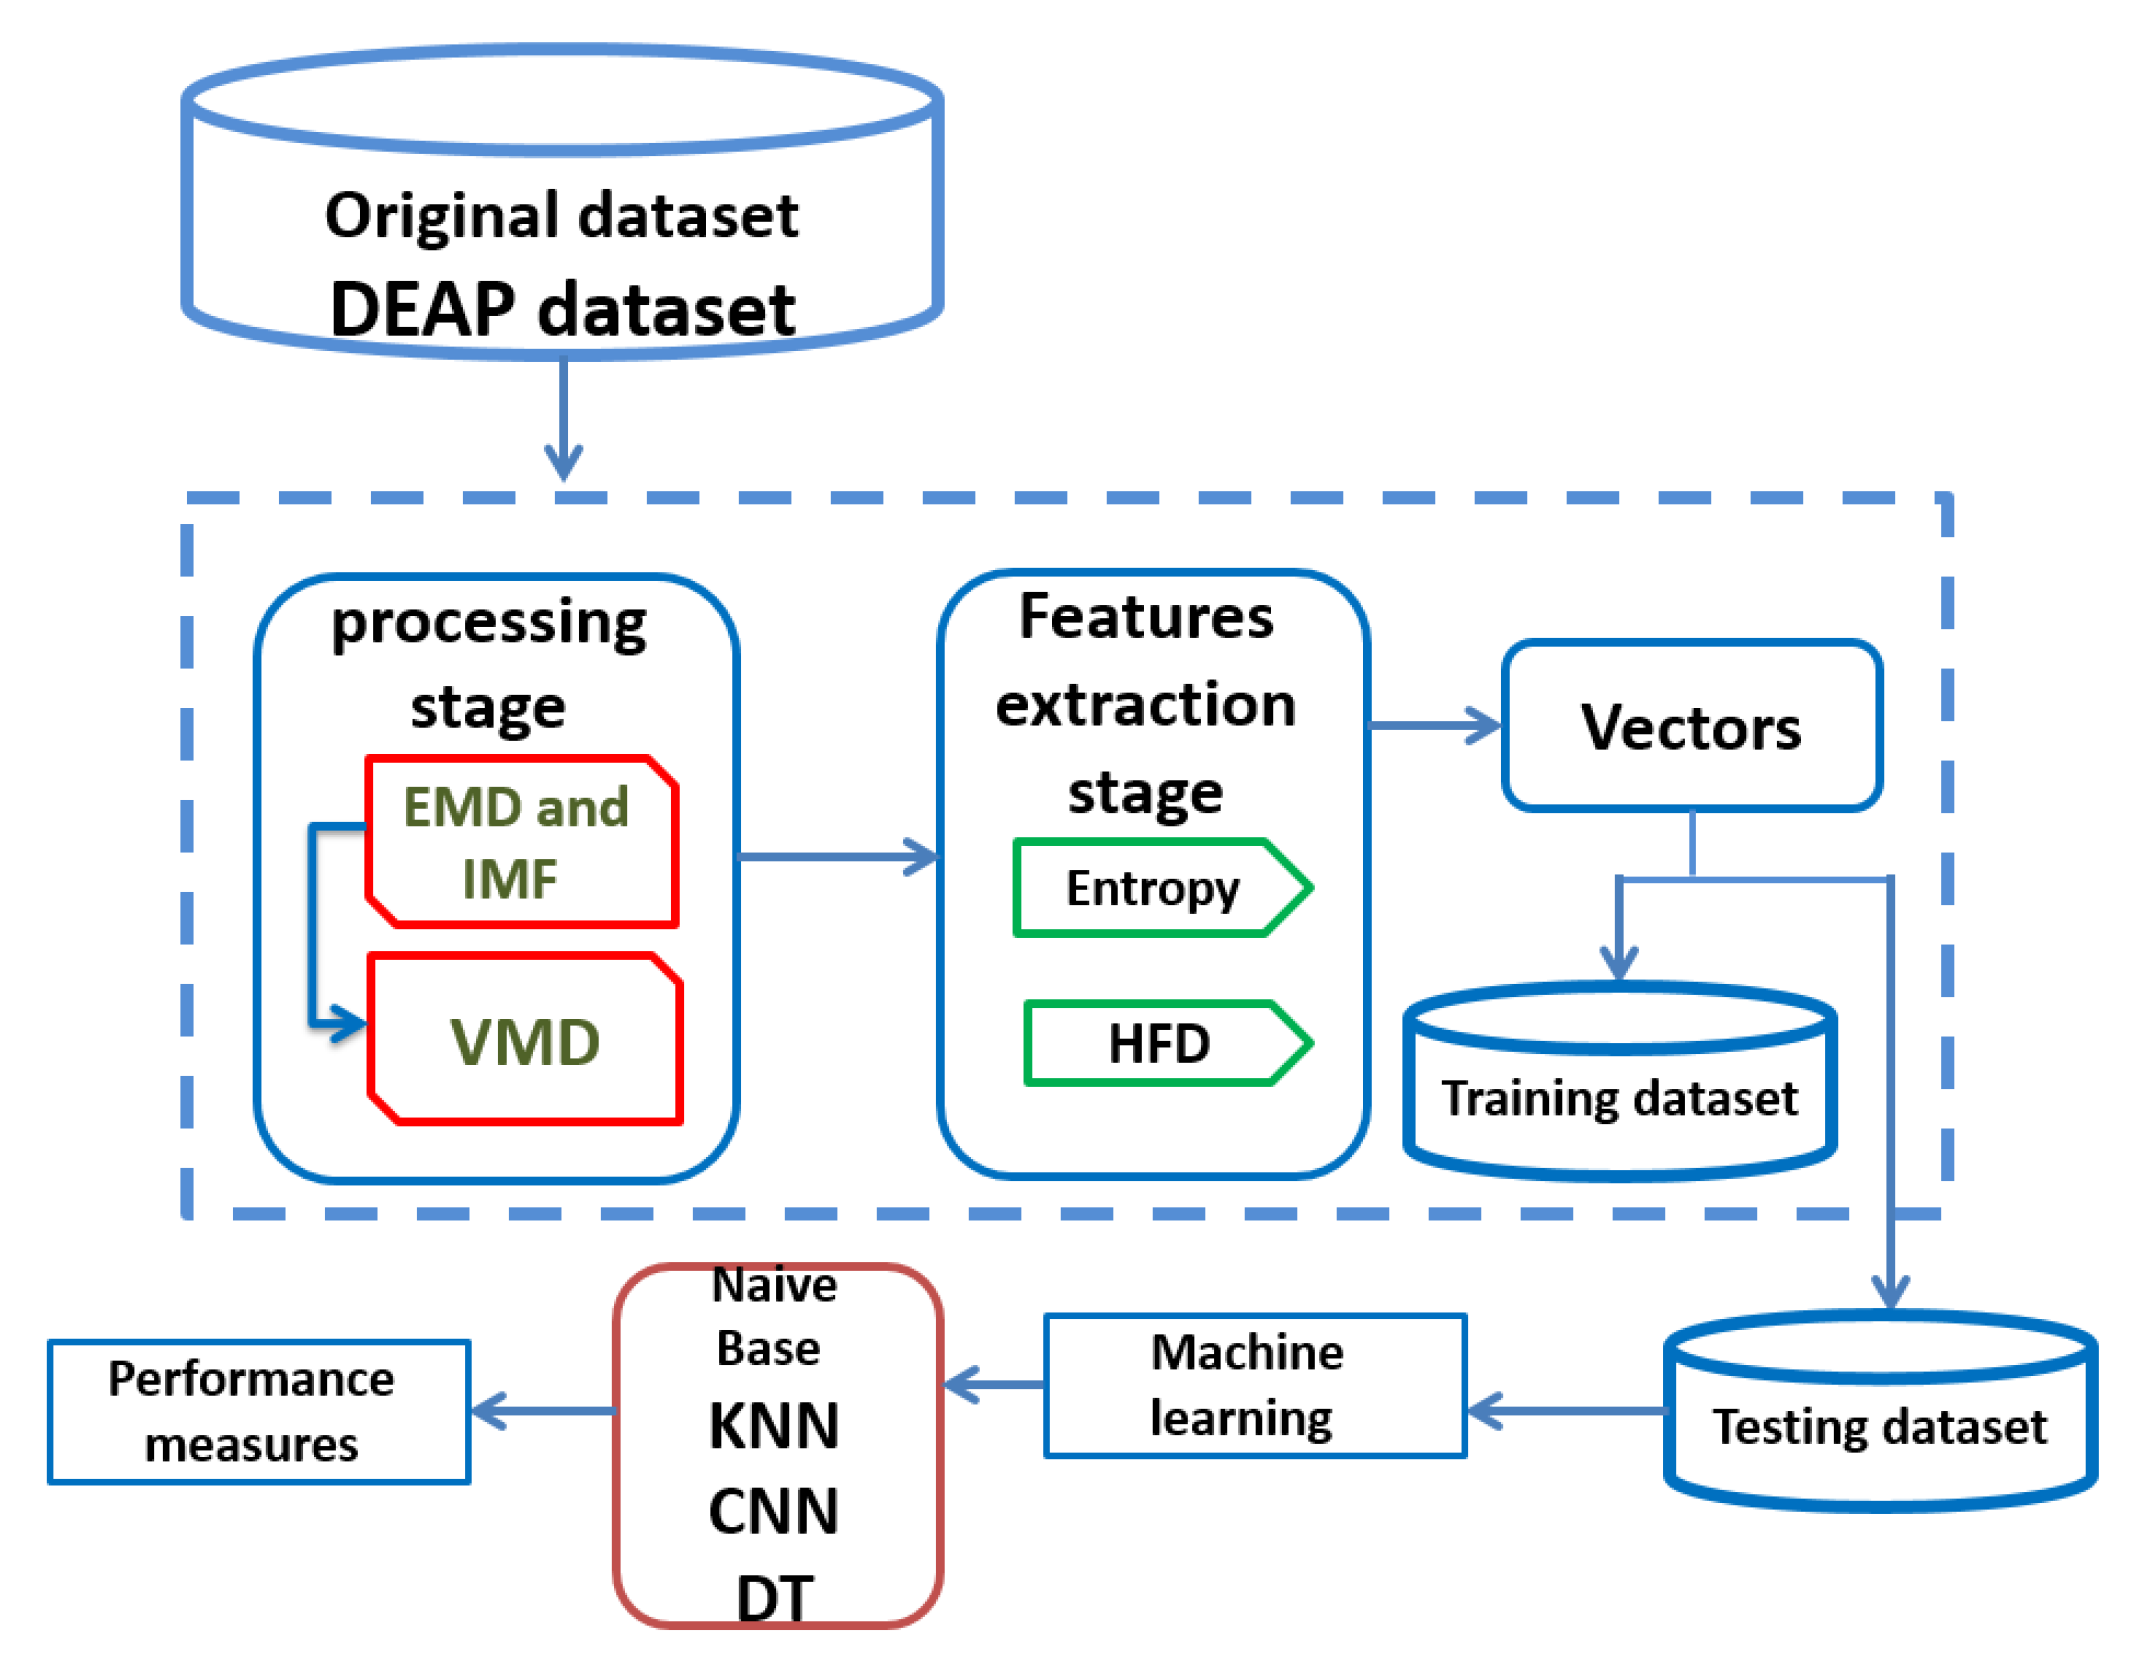 Original dataset
DEAP dataset
processing
stage
EMD and
IMF
VMD
Features
extraction
stage
Entropy
HFD
Vectors
Training dataset
Testing dataset
Machine
learning
Naive
Base
KNN
CNN
DT
Performance
measures